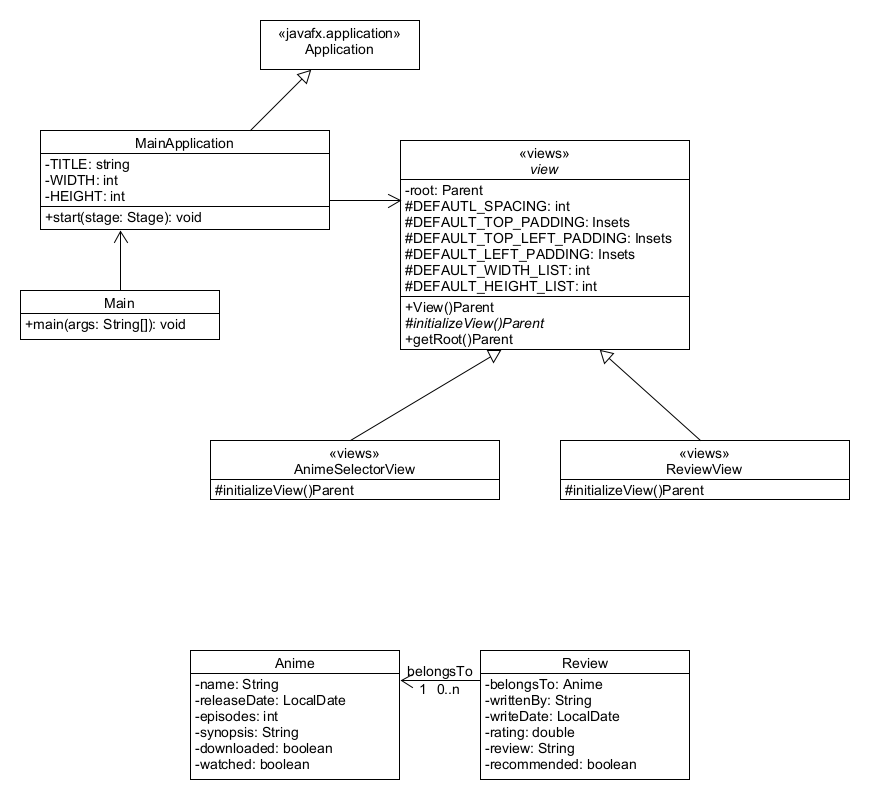 «javafx.application»
Application
MainApplication
-TITLE: string
-WIDTH: int
-HEIGHT: int
+start(stage: Stage): void
«views»
view
-root: Parent
#DEFAUTL_SPACING: int
#DEFAULT_TOP_PADDING: Insets
#DEFAULT_TOP_LEFT_PADDING: Insets
#DEFAULT_LEFT_PADDING: Insets
#DEFAULT_WIDTH_LIST: int
#DEFAULT_HEIGHT_LIST: int
+View()Parent
#initializeView()Parent
+getRoot()Parent
Main
+main(args: String[]): void
«views»
AnimeSelectorView
#initializeView()Parent
«views»
ReviewView
#initializeView()Parent
Anime
-name: String
-releaseDate: LocalDate
-episodes: int
-synopsis: String
-downloaded: boolean
-watched: boolean
belongsTo
1 0..n
Review
-belongsTo: Anime
-writtenBy: String
-writeDate: LocalDate
-rating: double
-review: String
-recommended: boolean